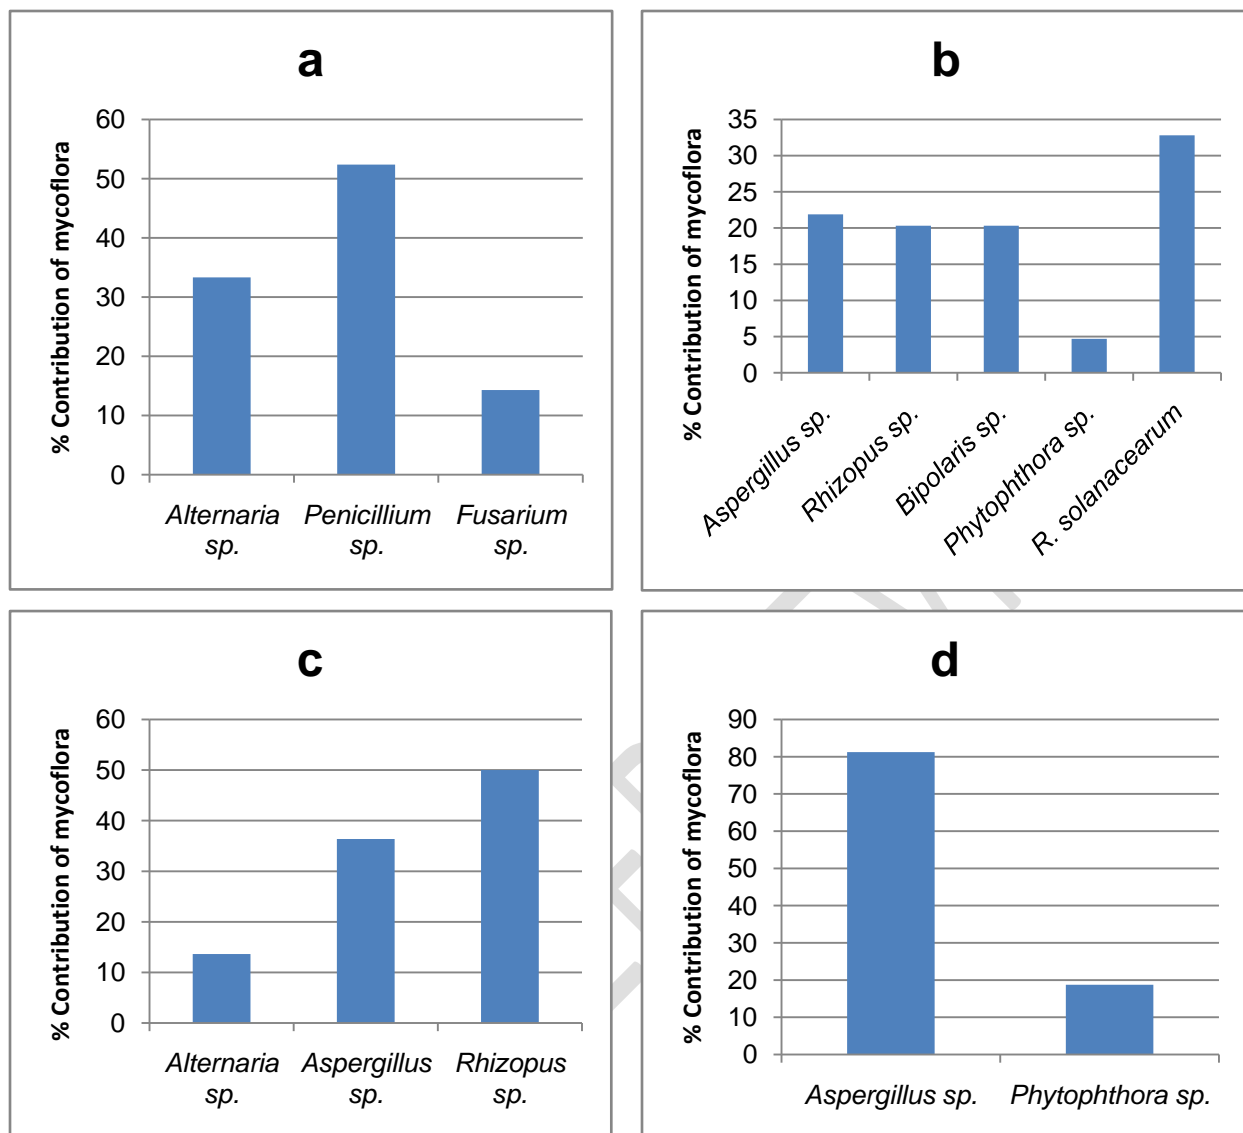 a
% Contribution of mycoflora
60
50
40
30
20
10
0
Alternaria sp.
Penicillium sp.
Fusarium sp.
b
% Contribution of mycoflora
35
30
25
20
15
10
5
0
Aspergillus sp.
Rhizopus sp.
Bipolaris sp.
Phytophthora sp.
R. solanacearum
c
% Contribution of mycoflora
60
50
40
30
20
10
0
Alternaria sp.
Aspergillus sp.
Rhizopus sp.
d
% Contribution of mycoflora
90
80
70
60
50
40
30
20
10
0
Aspergillus sp.
Phytophthora sp.